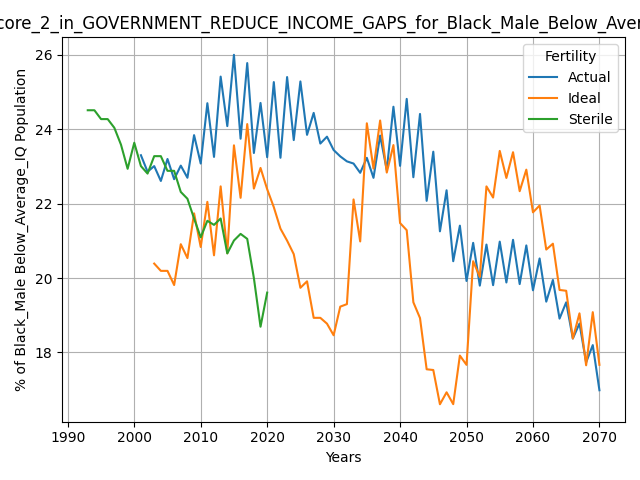 core_2_in_GOVERNMENT_REDUCE_INCOME_GAPS_for_Black_Male_Below_Aver
Fertility
Actual
Ideal
Sterile
% of Black_Male Below_Average_IQ Population
26
24
22
20
18
1990
2000
2010
2020
2030
2040
2050
2060
2070
Years